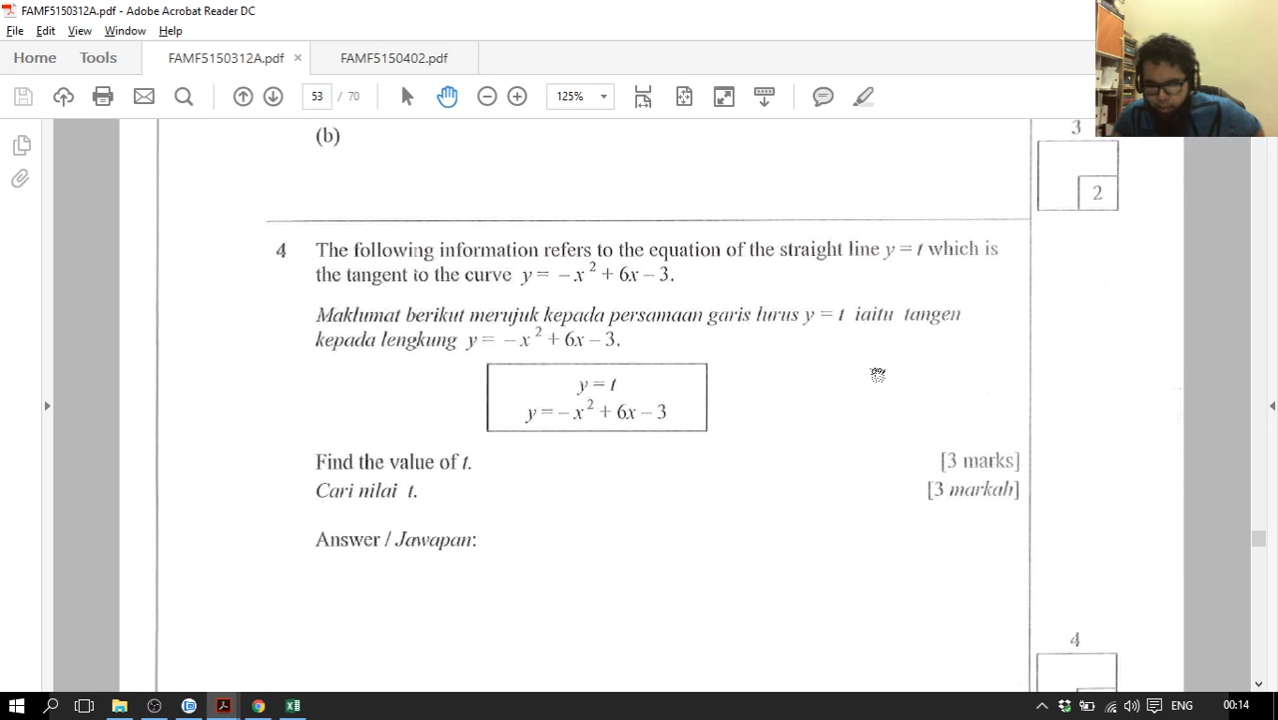 FAMF5150312A.pdf - Adobe Acrobat Reader DC
File Edit View Window Help
Home Tools FAMF5150312A.pdf × FAMF5150402.pdf
53 / 70 125%
(b)
3
2
4 The following information refers to the equation of the straight line y = t which is
the tangent to the curve y = – x² + 6x – 3.
Maklumat berikut merujuk kepada persamaan garis lurus y = t iaitu tangen
kepada lengkung y = – x² + 6x – 3.
y = t
y = – x² + 6x – 3
Find the value of t. [3 marks]
Cari nilai t. [3 markah]
Answer / Jawapan:
4
ENG 00:14